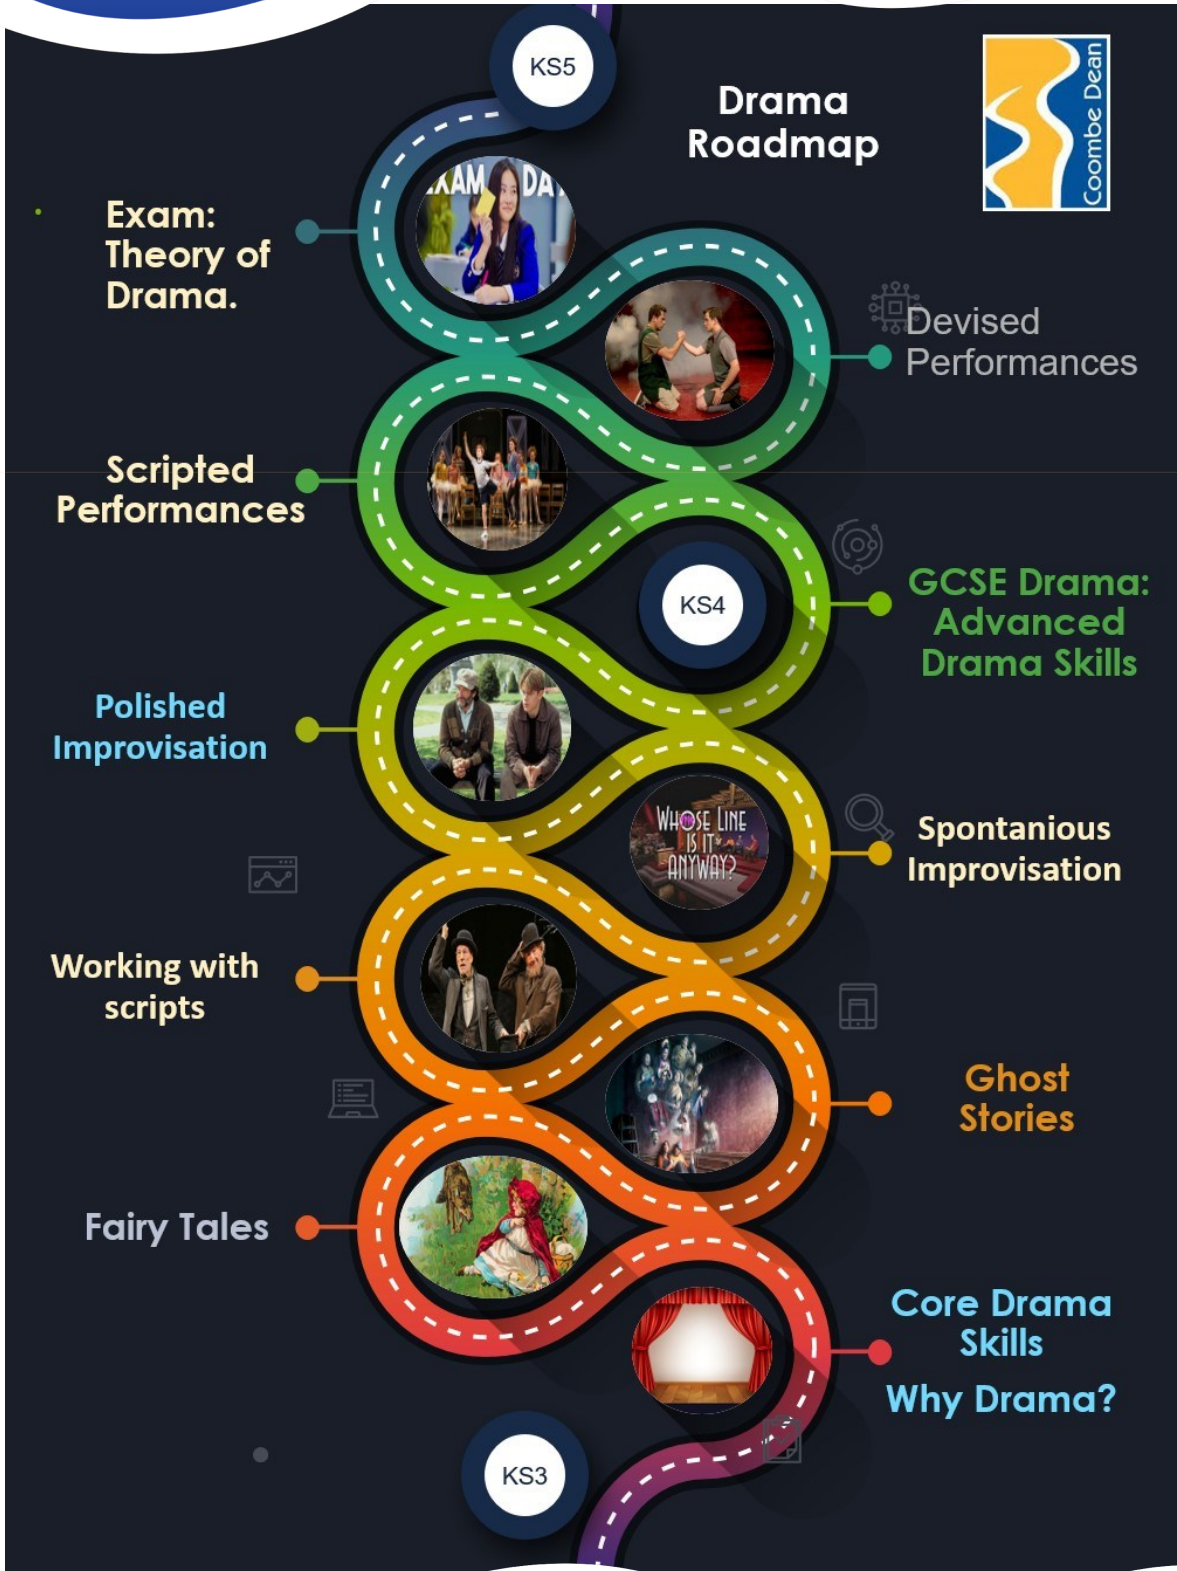 KS5
Drama
Roadmap
Coombe Dean
EXAM DAY
Exam:
Theory of
Drama.
Devised
Performances
Scripted
Performances
GCSE Drama:
Advanced
Drama Skills
KS4
Polished
Improvisation
WHOSE LINE
IS IT
ANYWAY?
Spontanious
Improvisation
Working with
scripts
Ghost
Stories
Fairy Tales
Core Drama
Skills
Why Drama?
KS3